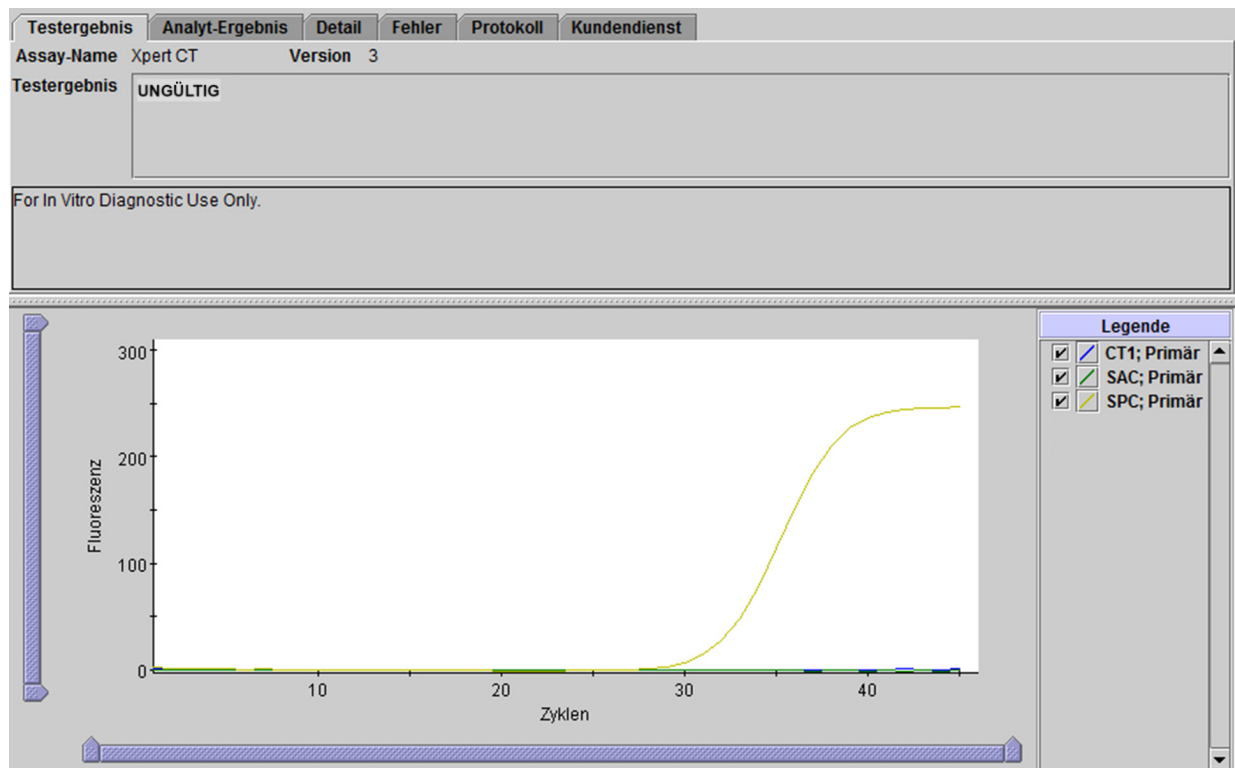 Testergebnis Analyt-Ergebnis Detail Fehler Protokoll Kundendienst
Assay-Name Xpert CT Version 3
Testergebnis UNGÜLTIG
For In Vitro Diagnostic Use Only.
Legende
CT1; Primär
SAC; Primär
SPC; Primär
300
200
100
0
Fluoreszenz
10 20 30 40
Zyklen